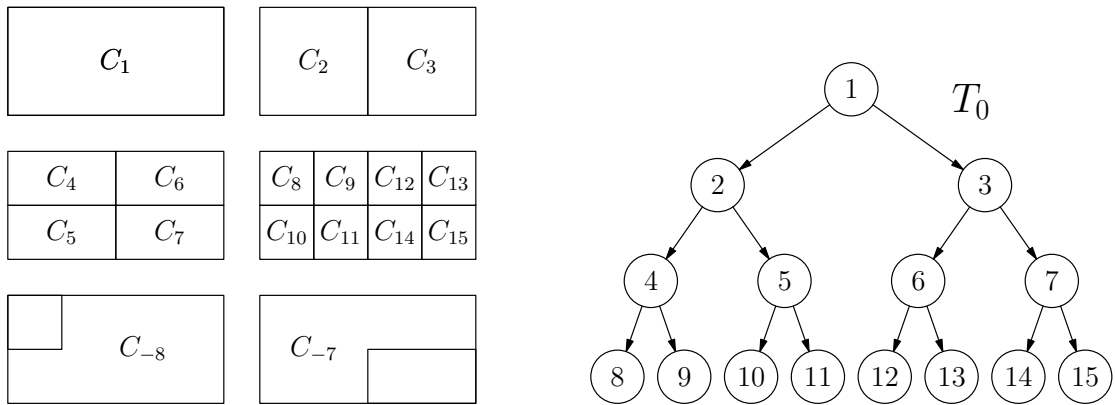 C₁ C₂ C₃
C₄ C₆ C₈ C₉ C₁₂ C₁₃
C₅ C₇ C₁₀ C₁₁ C₁₄ C₁₅
C₋₈ C₋₇
T₀
1
2 3
4 5 6 7
8 9 10 11 12 13 14 15